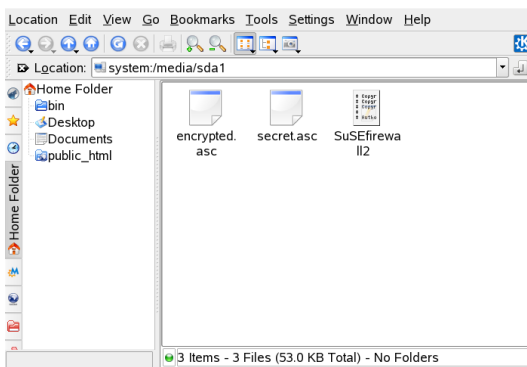 Location Edit View Go Bookmarks Tools Settings Window Help
Location: system:/media/sda1
Home Folder
bin
Desktop
Documents
public_html
Home Folder
encrypted.
asc
secret.asc
SuSEfirewa
ll2
3 Items - 3 Files (53.0 KB Total) - No Folders